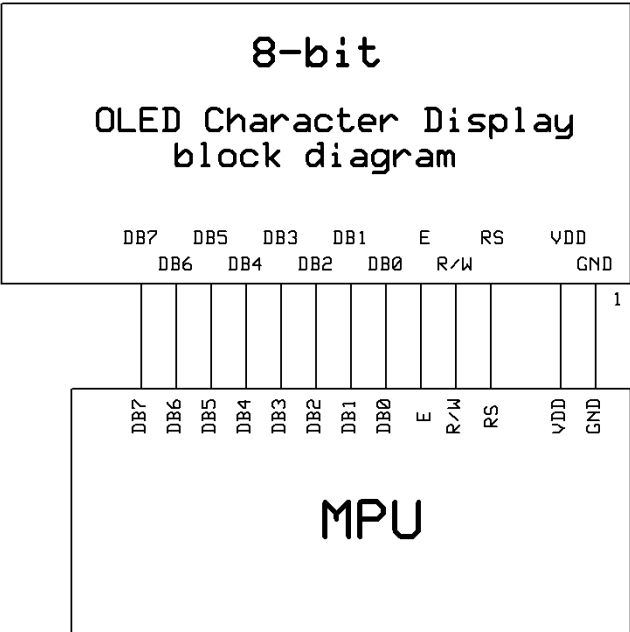 8-bit
OLED Character Display
block diagram
DB7 DB5 DB3 DB1 E RS VDD
DB6 DB4 DB2 DB0 R/W GND
1
DB7 DB6 DB5 DB4 DB3 DB2 DB1 DB0 E R/W RS VDD GND
MPU